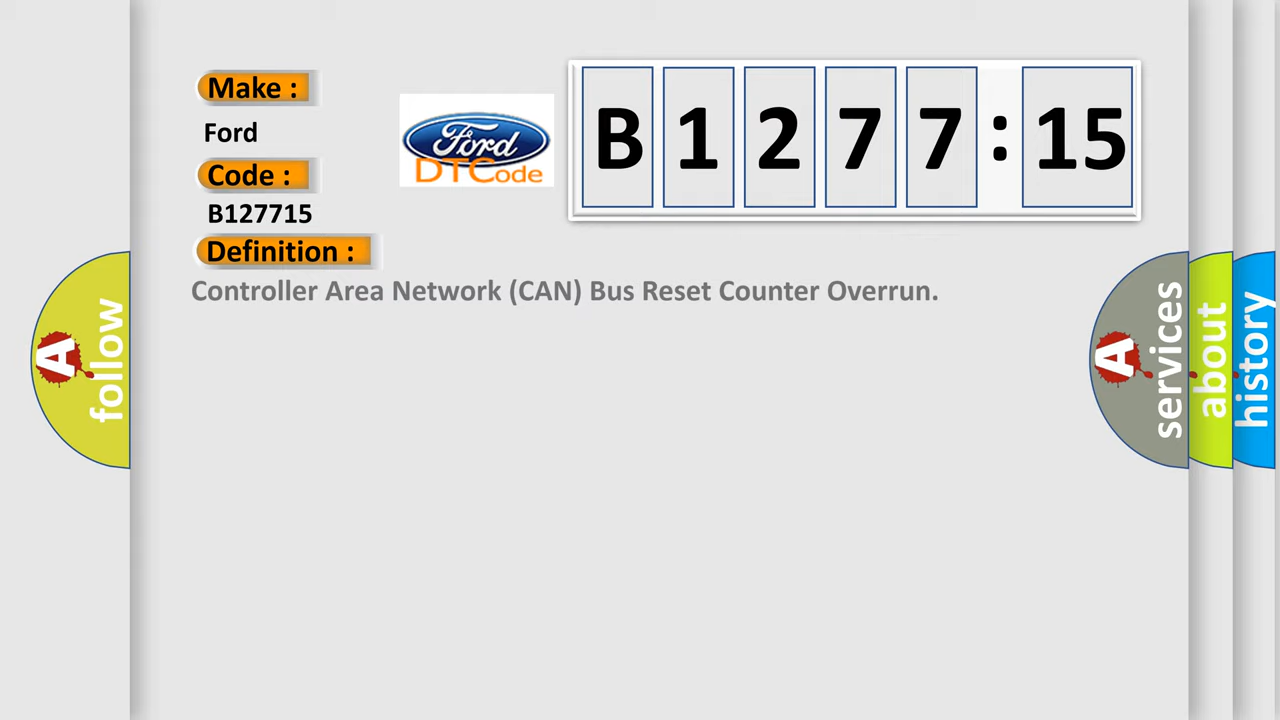 Make :
Ford
Code :
B127715
Definition :
Controller Area Network (CAN) Bus Reset Counter Overrun.
Ford
DTCode
B 1 2 7 7 : 15
A follow
A services
about
history